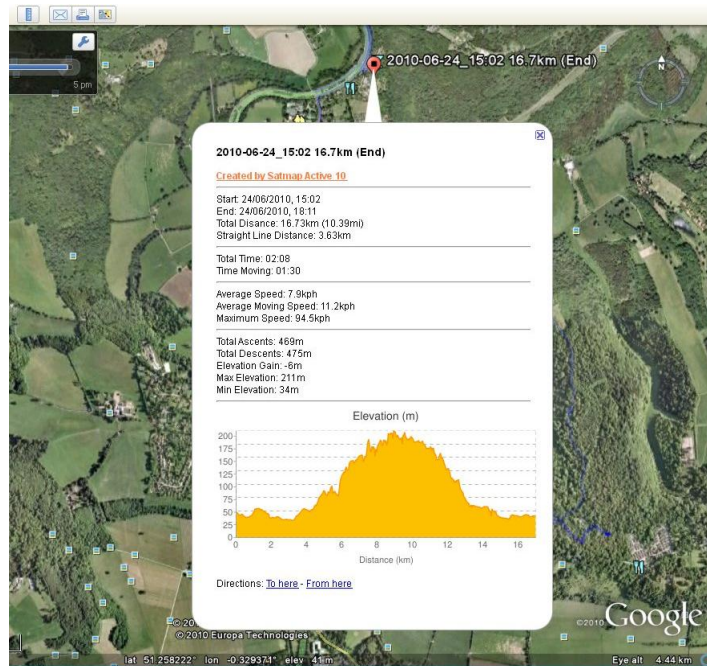 5 pm
2010-06-24_15:02 16.7km (End)
N
2010-06-24_15:02 16.7km (End)
Created by Satmap Active 10
Start: 24/06/2010, 15:02
End: 24/06/2010, 18:11
Total Disance: 16.73km (10.39mi)
Straight Line Distance: 3.63km
Total Time: 02:08
Time Moving: 01:30
Average Speed: 7.9kph
Average Moving Speed: 11.2kph
Maximum Speed: 94.5kph
Total Ascents: 469m
Total Descents: 475m
Elevation Gain: -6m
Max Elevation: 211m
Min Elevation: 34m
Elevation (m)
200
175
150
125
100
75
50
25
0
0 2 4 6 8 10 12 14 16
Distance (km)
Directions: To here - From here
©20
©2010 Europa Technologies
©2010 Google
lat 51.258222° lon -0.329371° elev 41 m
Eye alt 4.44 km